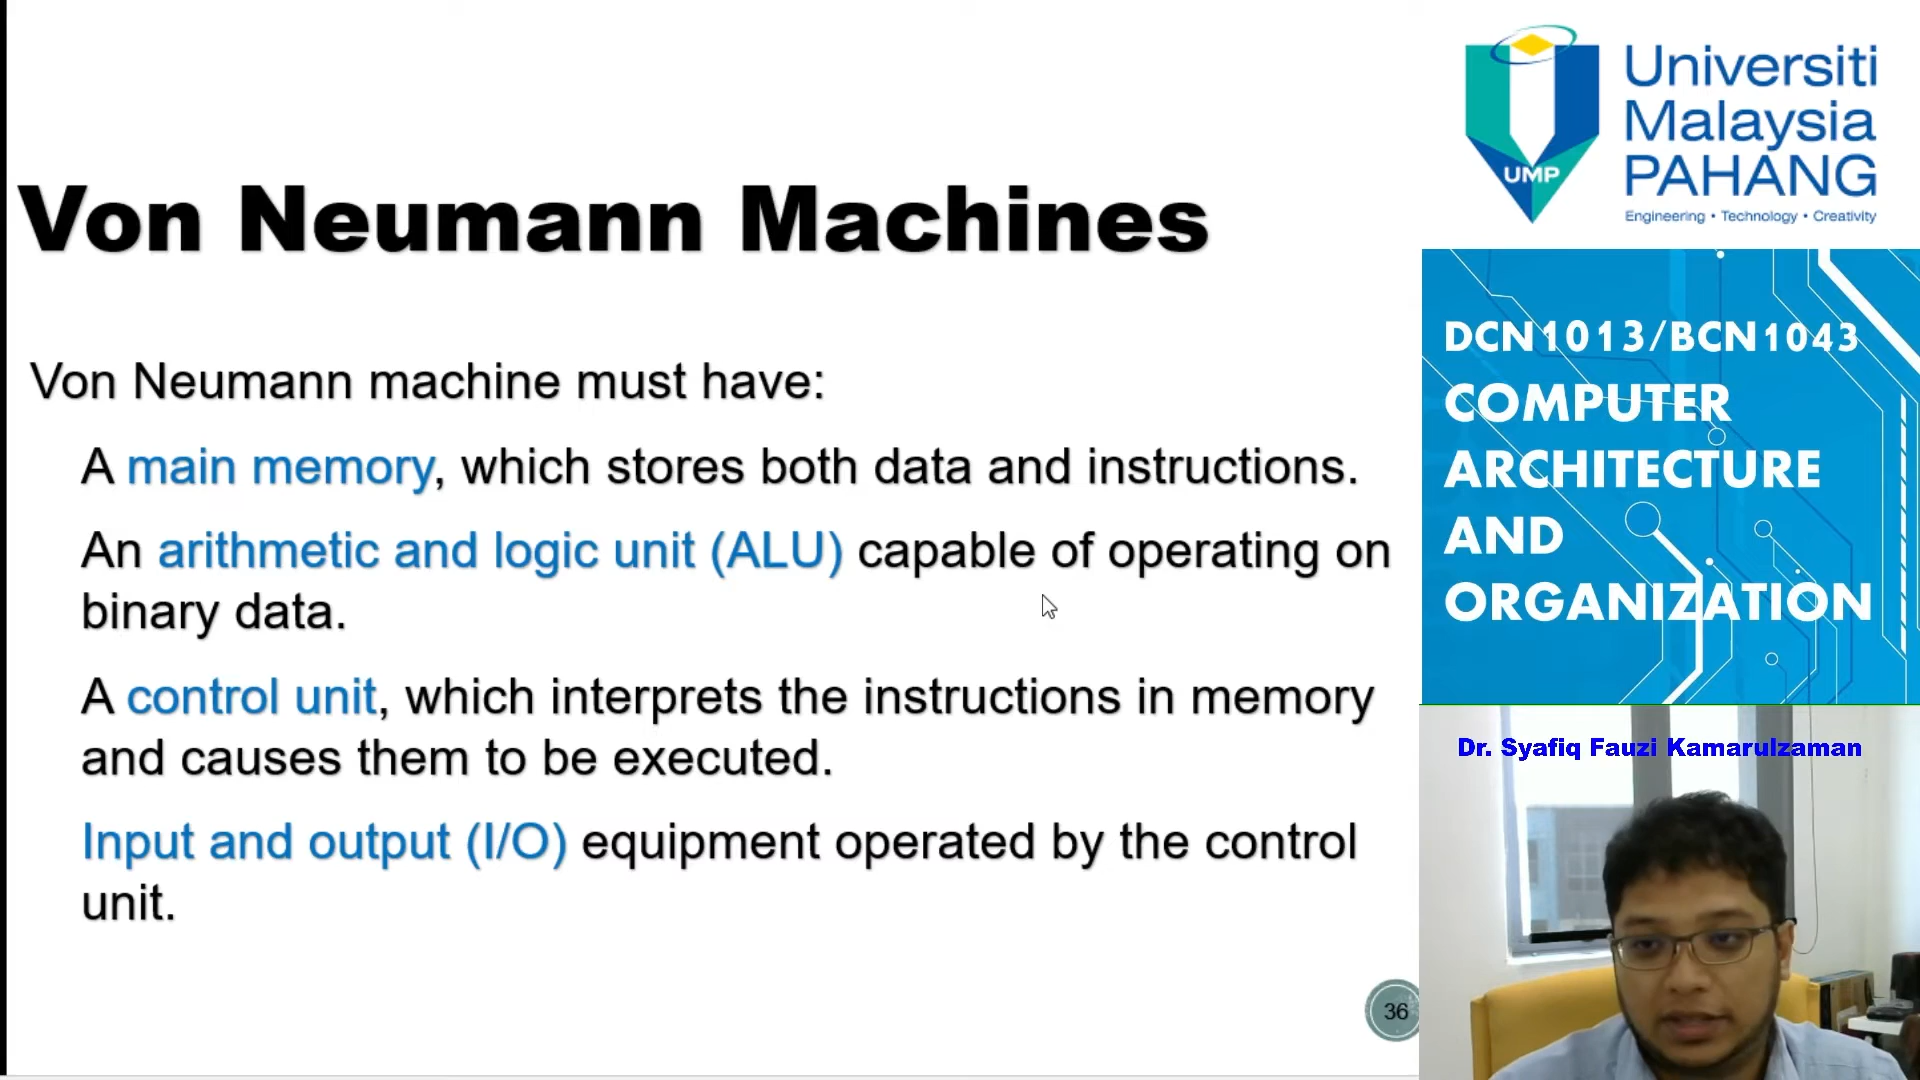 Von Neumann Machines
Von Neumann machine must have:
A main memory, which stores both data and instructions.
An arithmetic and logic unit (ALU) capable of operating on
binary data.
A control unit, which interprets the instructions in memory
and causes them to be executed.
Input and output (I/O) equipment operated by the control
unit.
36
UMP
Universiti
Malaysia
PAHANG
Engineering • Technology • Creativity
DCN1013/BCN1043
COMPUTER
ARCHITECTURE
AND
ORGANIZATION
Dr. Syafiq Fauzi Kamarulzaman